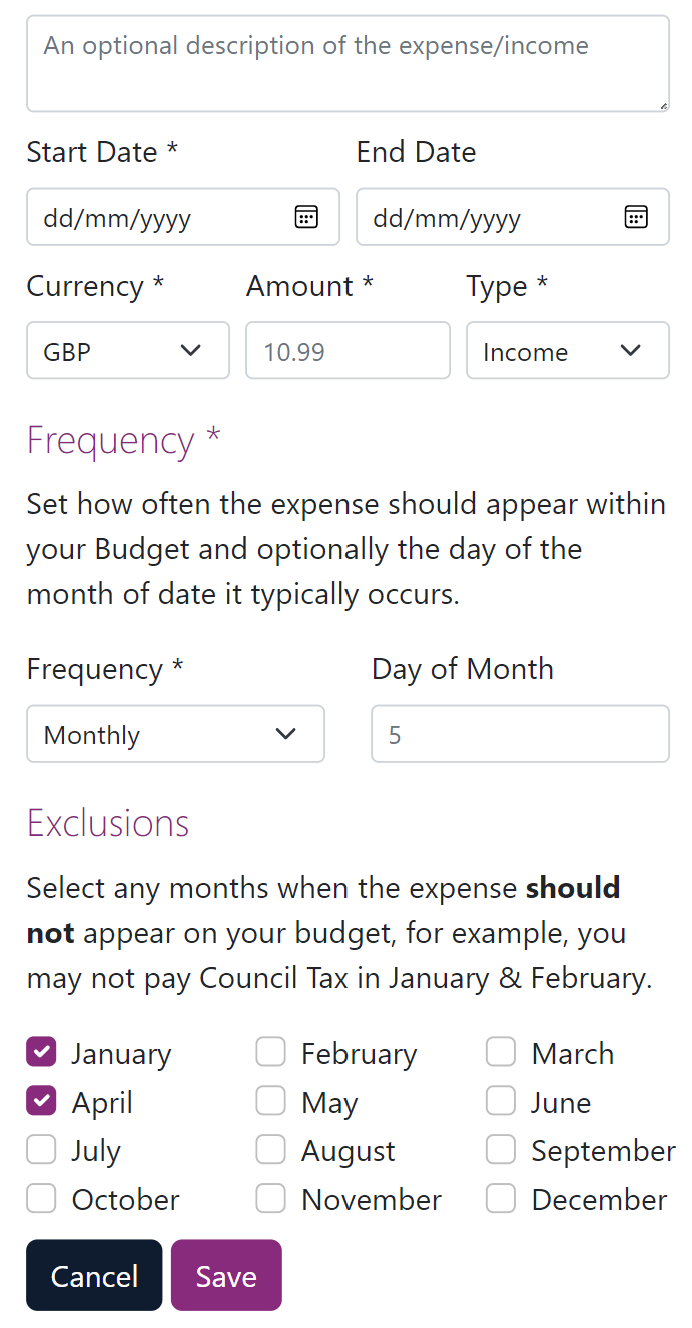 An optional description of the expense/income
Start Date * End Date
dd/mm/yyyy dd/mm/yyyy
Currency * Amount * Type *
GBP 10.99 Income
Frequency *
Set how often the expense should appear within
your Budget and optionally the day of the
month of date it typically occurs.
Frequency * Day of Month
Monthly 5
Exclusions
Select any months when the expense should
not appear on your budget, for example, you
may not pay Council Tax in January & February.
January February March
April May June
July August September
October November December
Cancel Save